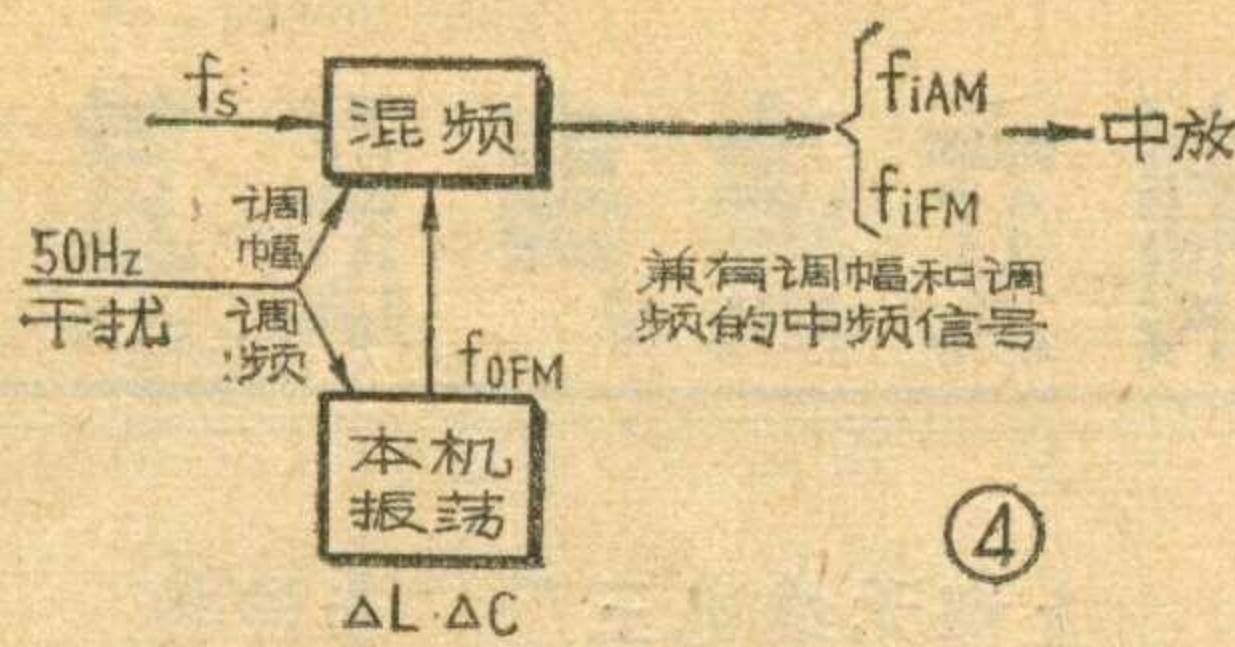 fs
混频
fiAM
fiFM
中放
调
幅
50Hz
干扰
调
频
兼有调幅和调
频的中频信号
fOFM
本机
振荡
④
ΔL·ΔC